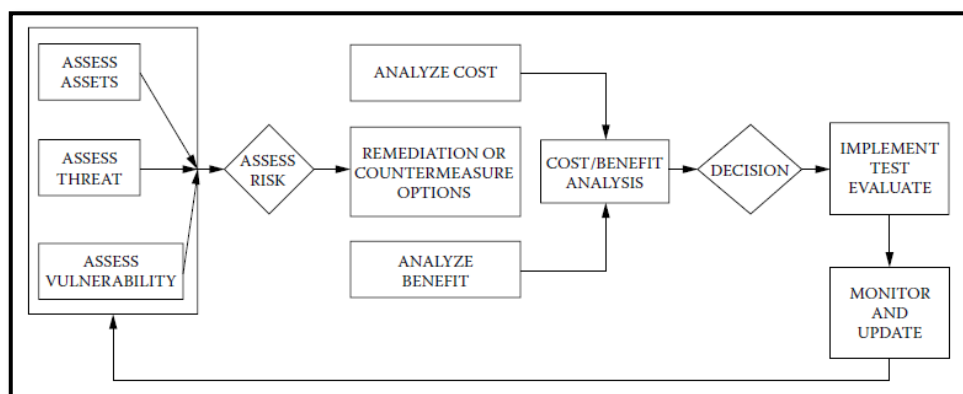 ASSESS
ASSETS
ASSESS
THREAT
ASSESS
VULNERABILITY
ASSESS
RISK
ANALYZE COST
REMEDIATION OR
COUNTERMEASURE
OPTIONS
ANALYZE
BENEFIT
COST/BENEFIT
ANALYSIS
DECISION
IMPLEMENT
TEST
EVALUATE
MONITOR
AND
UPDATE